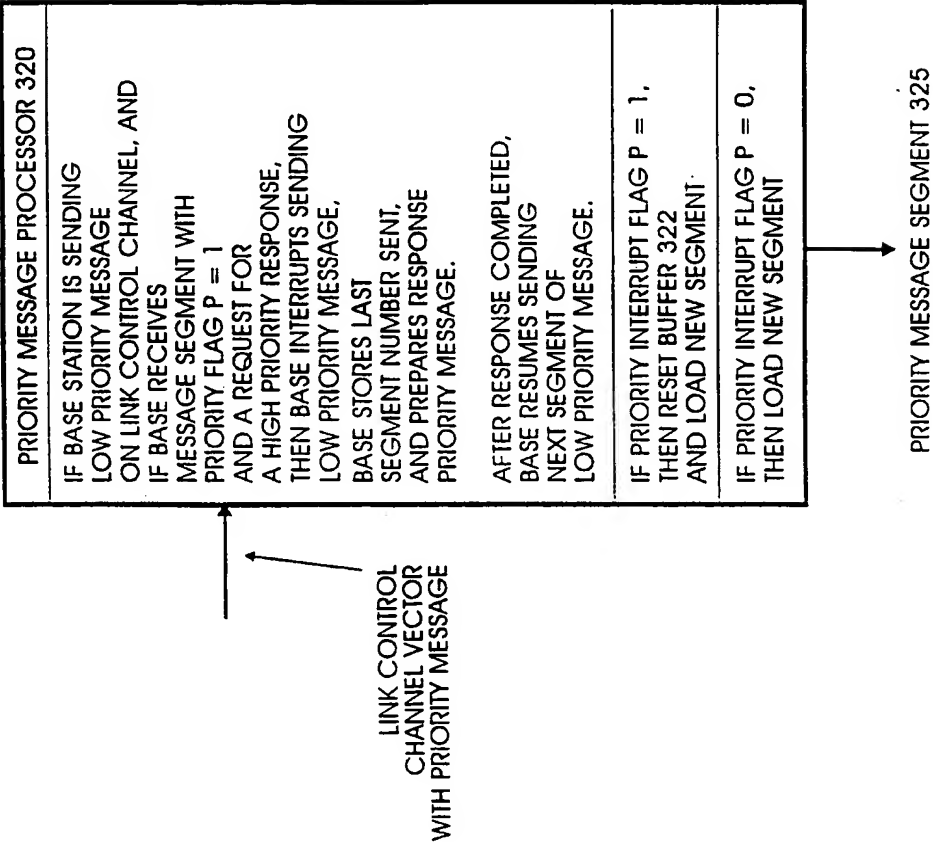 PRIORITY MESSAGE PROCESSOR 320
IF BASE STATION IS SENDING
LOW PRIORITY MESSAGE
ON LINK CONTROL CHANNEL, AND
IF BASE RECEIVES
MESSAGE SEGMENT WITH
PRIORITY FLAG P = 1
AND A REQUEST FOR
A HIGH PRIORITY RESPONSE,
THEN BASE INTERRUPTS SENDING
LOW PRIORITY MESSAGE,
BASE STORES LAST
SEGMENT NUMBER SENT,
AND PREPARES RESPONSE
PRIORITY MESSAGE.
AFTER RESPONSE COMPLETED,
BASE RESUMES SENDING
NEXT SEGMENT OF
LOW PRIORITY MESSAGE.
IF PRIORITY INTERRUPT FLAG P = 1,
THEN RESET BUFFER 322
AND LOAD NEW SEGMENT
IF PRIORITY INTERRUPT FLAG P = 0,
THEN LOAD NEW SEGMENT
LINK CONTROL
CHANNEL VECTOR
WITH PRIORITY MESSAGE
PRIORITY MESSAGE SEGMENT 325